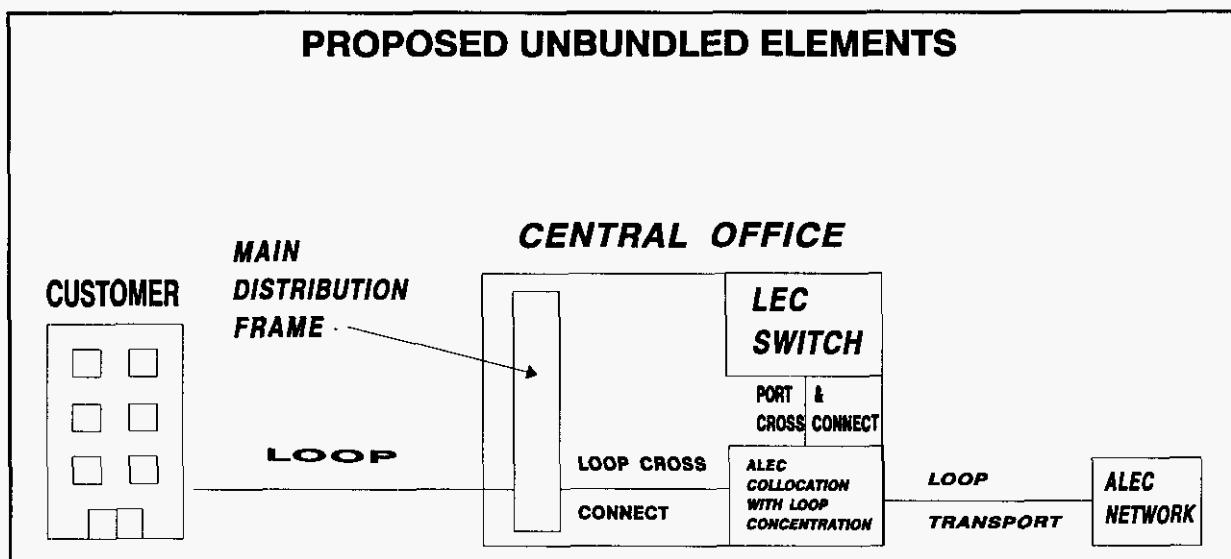 PROPOSED UNBUNDLED ELEMENTS
CENTRAL OFFICE
MAIN
DISTRIBUTION
FRAME
CUSTOMER
LEC
SWITCH
PORT &
CROSS CONNECT
LOOP
LOOP CROSS
CONNECT
ALEC
COLLOCATION
WITH LOOP
CONCENTRATION
LOOP
TRANSPORT
ALEC
NETWORK